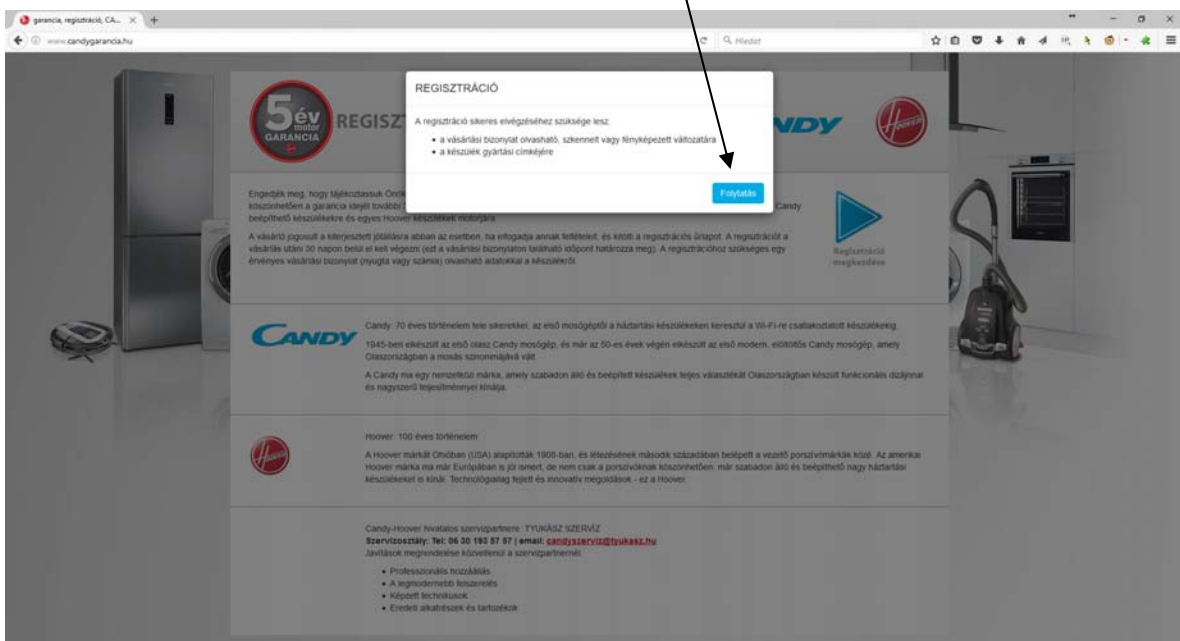 garancia, regisztráció, CA...
www.candygarancia.hu
Hledat
5 év
motor
GARANCIA
REGISZT
CANDY
Hoover
REGISZTRÁCIÓ
A regisztráció sikeres elvégzéséhez szüksége lesz:
• a vásárlási bizonylat olvasható, szkennelt vagy fényképezett változatára
• a készülék gyártási címkéjére
Folytatás
Engedjék meg, hogy tájékoztassuk Önök
köszönhetően a garancia idejét további
Candy
beépíthető készülékekre és egyes Hoover készülékek motorjára.
A vásárló jogosult a kiterjesztett jótállásra abban az esetben, ha elfogadja annak feltételeit, és kitölti a regisztrációs űrlapot. A regisztrációt a
vásárlás utáni 30 napon belül el kell végezni (ezt a vásárlási bizonylaton található időpont határozza meg). A regisztrációhoz szükséges egy
érvényes vásárlási bizonylat (nyugta vagy számla) olvasható adatokkal a készülékről.
Regisztráció
megkezdése
CANDY
Candy: 70 éves történelem tele sikerekkel, az első mosógéptől a háztartási készülékeken keresztül a Wi-Fi-re csatlakoztatott készülékekig.
1945-ben elkészült az első olasz Candy mosógép, és már az 50-es évek végén elkészült az első modern, elöltöltős Candy mosógép, amely
Olaszországban a mosás szinonimájává vált.
A Candy ma egy nemzetközi márka, amely szabadon álló és beépített készülékek teljes választékát Olaszországban készült funkcionális dizájnnal
és nagyszerű teljesítménnyel kínálja.
Hoover
Hoover: 100 éves történelem
A Hoover márkát Ohióban (USA) alapították 1908-ban, és létezésének második századában belépett a vezető porszívómárkák közé. Az amerikai
Hoover márka ma már Európában is jól ismert, de nem csak a porszívóknak köszönhetően: már szabadon álló és beépíthető nagy háztartási
készülékeket is kínál. Technológiailag fejlett és innovatív megoldások - ez a Hoover.
Candy-Hoover hivatalos szervizpartnere: TYUKÁSZ SZERVÍZ
Szervizosztály: Tel: 06 30 193 57 57 | email: candyszerviz@tyukasz.hu
Javítások megrendelése közvetlenül a szervizpartnernél
• Professzionális hozzáállás
• A legmodernebb felszerelés
• Képzett technikusok
• Eredeti alkatrészek és tartozékok